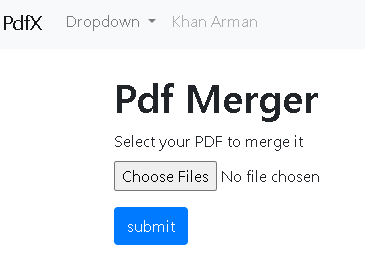 PdfX Dropdown Khan Arman
Pdf Merger
Select your PDF to merge it
Choose Files No file chosen
submit